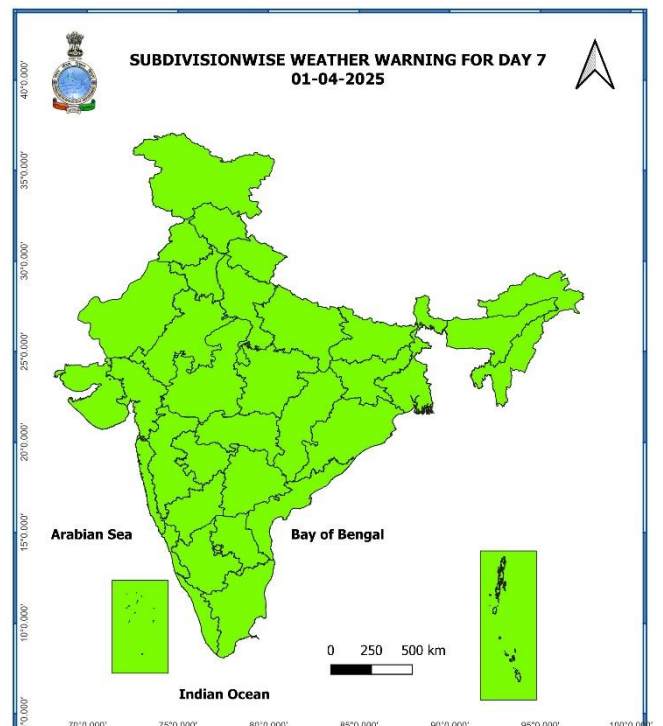 SUBDIVISIONWISE WEATHER WARNING FOR DAY 7
01-04-2025
40°0.000'
35°0.000'
30°0.000'
25°0.000'
20°0.000'
15°0.000'
10°0.000'
Arabian Sea
Bay of Bengal
0 250 500 km
Indian Ocean
70°0.000' 75°0.000' 80°0.000' 85°0.000' 90°0.000' 95°0.000' 100°0.000'